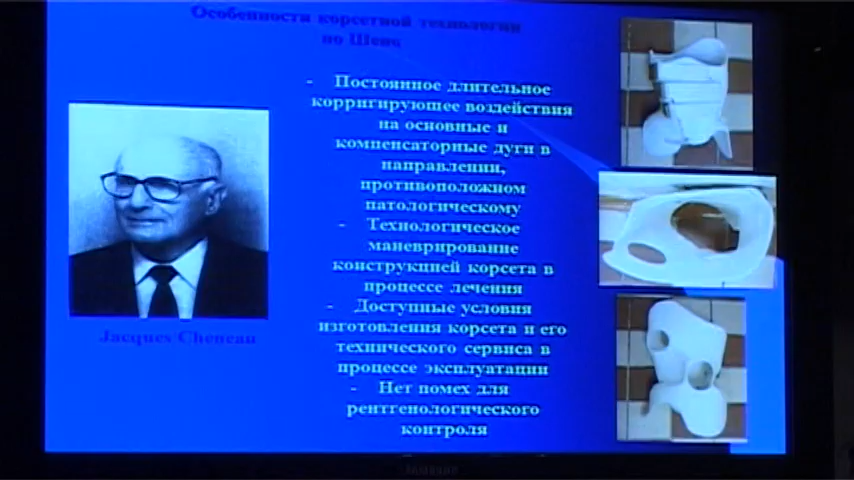 Особенности корсетной технологии
по Шено
- Постоянное длительное
корригирующее воздействия
на основные и
компенсаторные дуги в
направлении,
противоположном
патологическому
- Технологическое
маневрирование
конструкцией корсета в
процессе лечения
- Доступные условия
изготовления корсета и его
технического сервиса в
процессе эксплуатации
- Нет помех для
рентгенологического
контроля
Jacques Cheneau
SAMSUNG